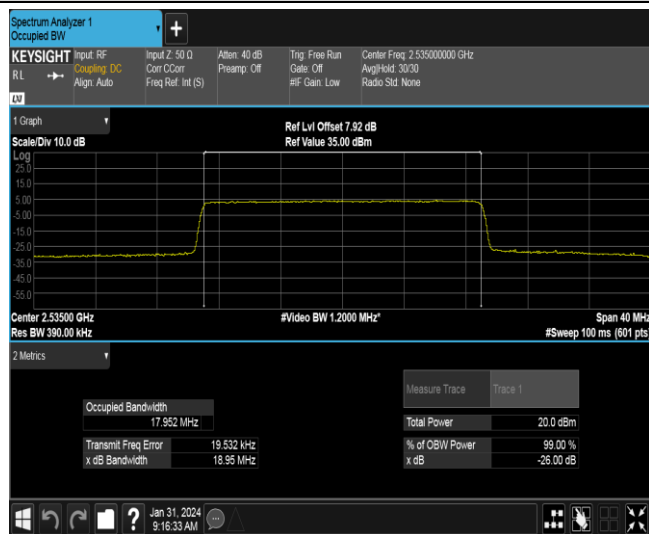 Spectrum Analyzer 1
Occupied BW
+
KEYSIGHT Input: RF Input Z: 50 Ω Atten: 40 dB Trig: Free Run Center Freq: 2.535000000 GHz
RL Coupling: DC Corr CCorr Preamp: Off Gate: Off Avg|Hold: 30/30
Align: Auto Freq Ref: Int (S) #IF Gain: Low Radio Std: None
LXI
1 Graph
Ref Lvl Offset 7.92 dB
Scale/Div 10.0 dB Ref Value 35.00 dBm
Log
25.0
15.0
5.00
-5.00
-15.0
-25.0
-35.0
-45.0
-55.0
Center 2.53500 GHz #Video BW 1.2000 MHz* Span 40 MHz
Res BW 390.00 kHz #Sweep 100 ms (601 pts)
2 Metrics
Measure Trace Trace 1
Occupied Bandwidth
17.952 MHz Total Power 20.0 dBm
Transmit Freq Error 19.532 kHz % of OBW Power 99.00 %
x dB Bandwidth 18.95 MHz x dB -26.00 dB
? Jan 31, 2024
9:16:33 AM